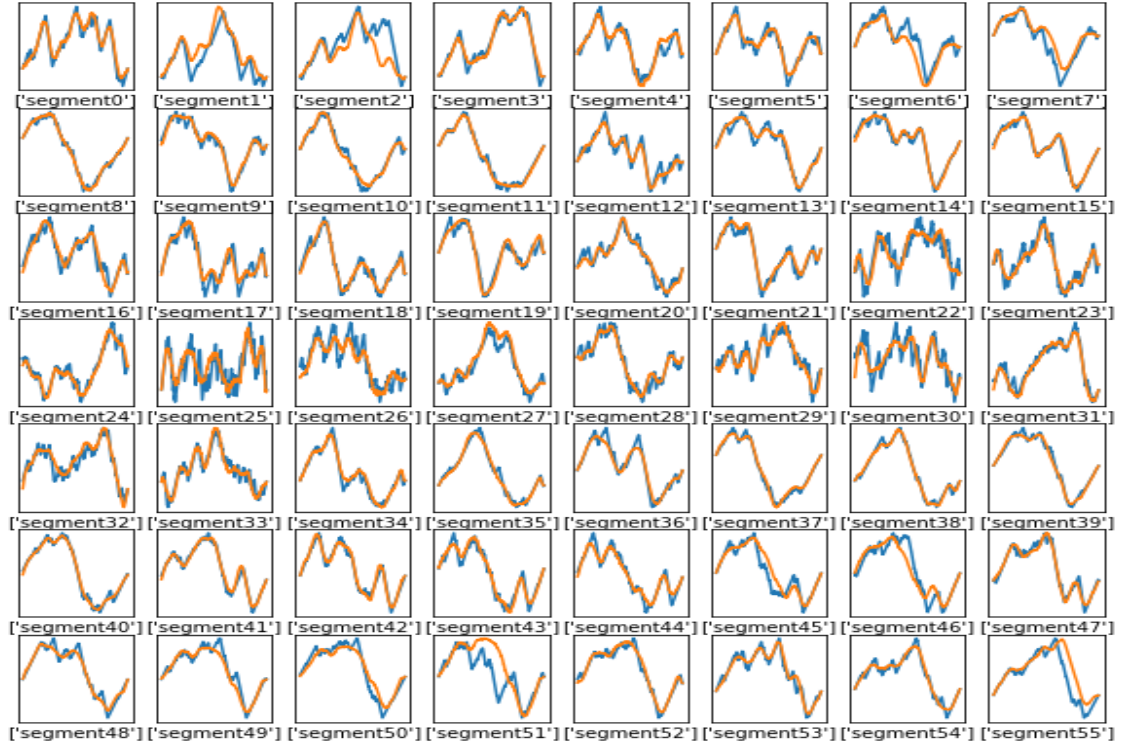 ['segment0'] ['segment1'] ['segment2'] ['segment3'] ['segment4'] ['segment5'] ['segment6'] ['segment7']
['segment8'] ['segment9'] ['segment10'] ['segment11'] ['segment12'] ['segment13'] ['segment14'] ['segment15']
['segment16'] ['segment17'] ['segment18'] ['segment19'] ['segment20'] ['segment21'] ['segment22'] ['segment23']
['segment24'] ['segment25'] ['segment26'] ['segment27'] ['segment28'] ['segment29'] ['segment30'] ['segment31']
['segment32'] ['segment33'] ['segment34'] ['segment35'] ['segment36'] ['segment37'] ['segment38'] ['segment39']
['segment40'] ['segment41'] ['segment42'] ['segment43'] ['segment44'] ['segment45'] ['segment46'] ['segment47']
['segment48'] ['segment49'] ['segment50'] ['segment51'] ['segment52'] ['segment53'] ['segment54'] ['segment55']